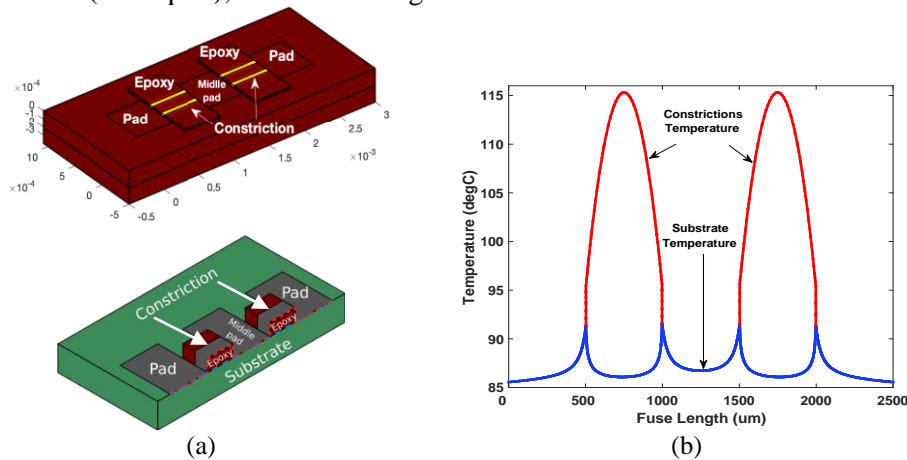 Epoxy
Epoxy
Pad
Midlle
pad
Pad
Constriction
×10⁻⁴
0
-1
-2
-3
10
5
0
-5
×10⁻⁴
-0.5
0
0.5
1
1.5
2
2.5
3
×10⁻³
Constriction
Pad
Middle
pad
Epoxy
Epoxy
Pad
Substrate
(a)
115
110
105
100
95
90
85
Temperature (degC)
Constrictions
Temperature
Substrate
Temperature
0
500
1000
1500
2000
2500
Fuse Length (um)
(b)